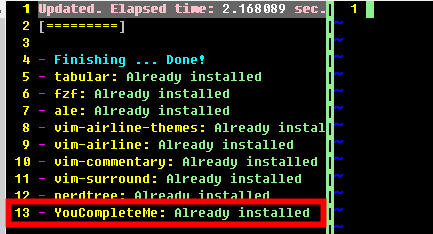 1 Updated. Elapsed time: 2.168089 sec.
2 [=========]
3
4 - Finishing ... Done!
5 - tabular: Already installed
6 - fzf: Already installed
7 - ale: Already installed
8 - vim-airline-themes: Already instal
9 - vim-airline: Already installed
10 - vim-commentary: Already installed
11 - vim-surround: Already installed
12 - nerdtree: Already installed
13 - YouCompleteMe: Already installed
1
~
~
~
~
~
~
~
~
~
~
~
~